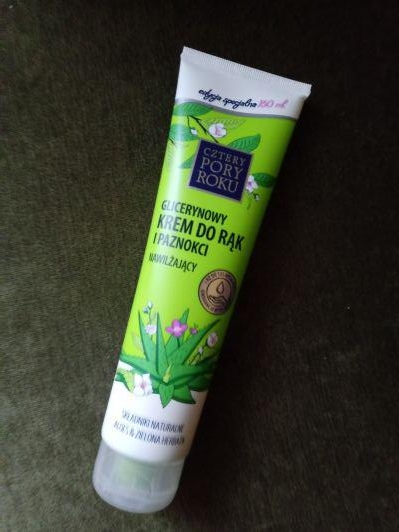 edycja specjalna 150 ml
CZTERY
PORY
ROKU
GLICERYNOWY
KREM DO RĄK
I PAZNOKCI
NAWILŻAJĄCY
SKŁADNIKI NATURALNE
ALOES & ZIELONA HERBATA